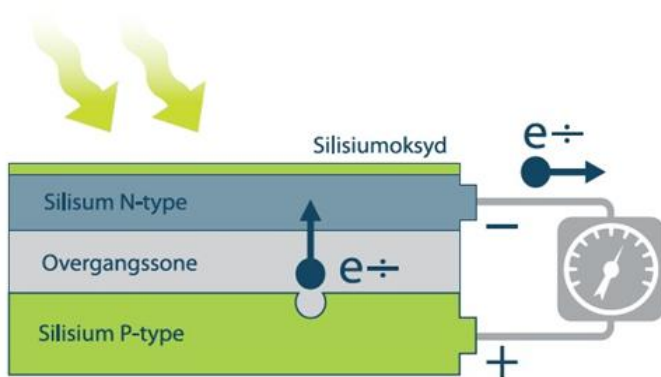 Silisiumoksyd
e÷
Silisum N-type
−
Overgangssone
e÷
Silisium P-type
+